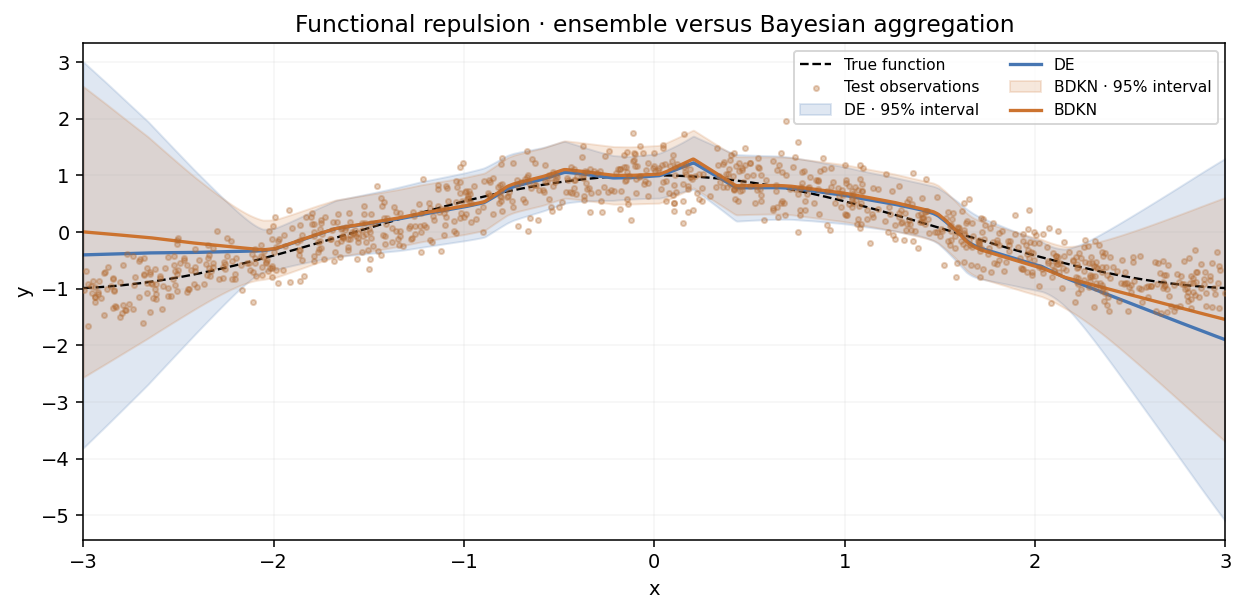 Functional repulsion · ensemble versus Bayesian aggregation
True function
Test observations
DE · 95% interval
DE
BDKN · 95% interval
BDKN
y
3
2
1
0
−1
−2
−3
−4
−5
−3
−2
−1
0
1
2
3
x